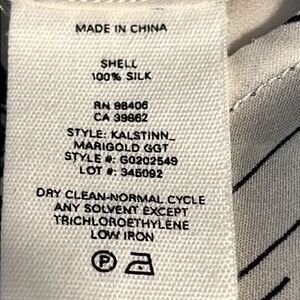 MADE IN CHINA
SHELL
100% SILK
RN 98406
CA 39662
STYLE: KALSTINN_
MARIGOLD GGT
STYLE #: G0202549
LOT #: 345092
DRY CLEAN-NORMAL CYCLE
ANY SOLVENT EXCEPT
TRICHLOROETHYLENE
LOW IRON
P